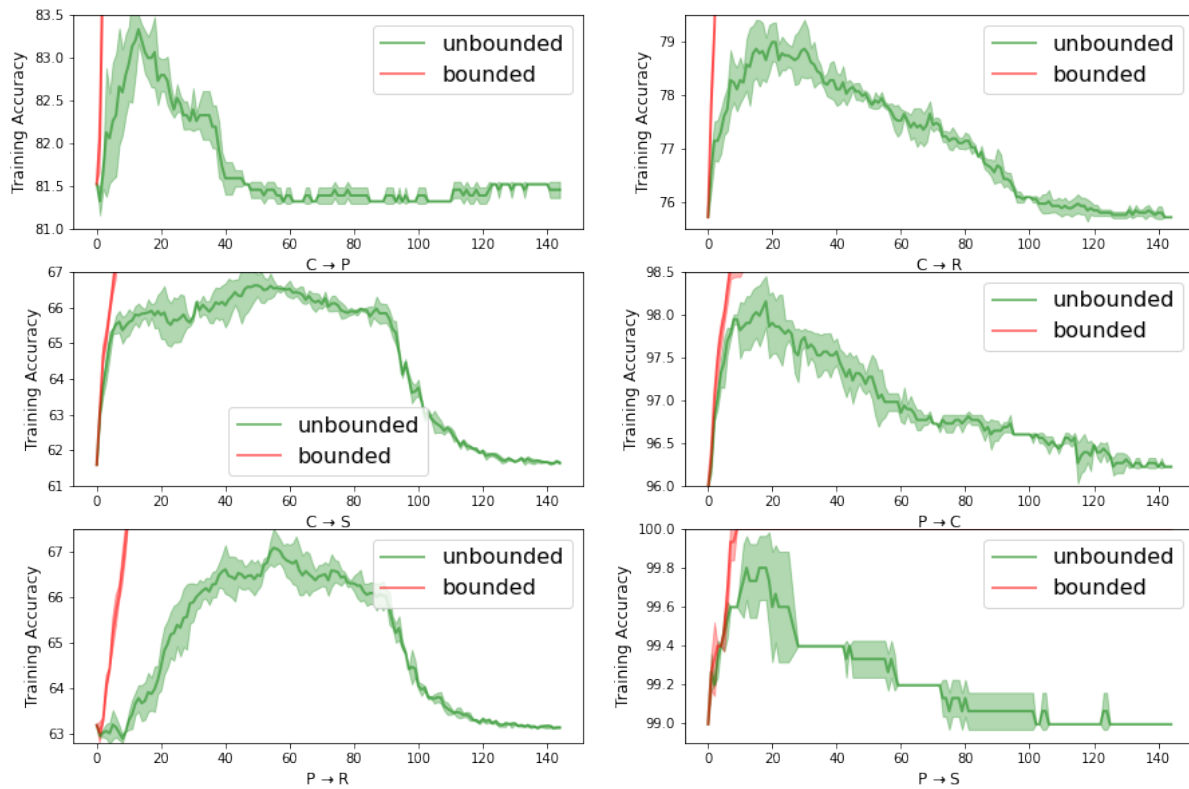 83.5
83.0
82.5
82.0
81.5
81.0
Training Accuracy
unbounded
bounded
0 20 40 60 80 100 120 140
C → P
79
78
77
76
Training Accuracy
unbounded
bounded
0 20 40 60 80 100 120 140
C → R
67
66
65
64
63
62
61
Training Accuracy
unbounded
bounded
0 20 40 60 80 100 120 140
C → S
98.5
98.0
97.5
97.0
96.5
96.0
Training Accuracy
unbounded
bounded
0 20 40 60 80 100 120 140
P → C
67
66
65
64
63
Training Accuracy
unbounded
bounded
0 20 40 60 80 100 120 140
P → R
100.0
99.8
99.6
99.4
99.2
99.0
Training Accuracy
unbounded
bounded
0 20 40 60 80 100 120 140
P → S